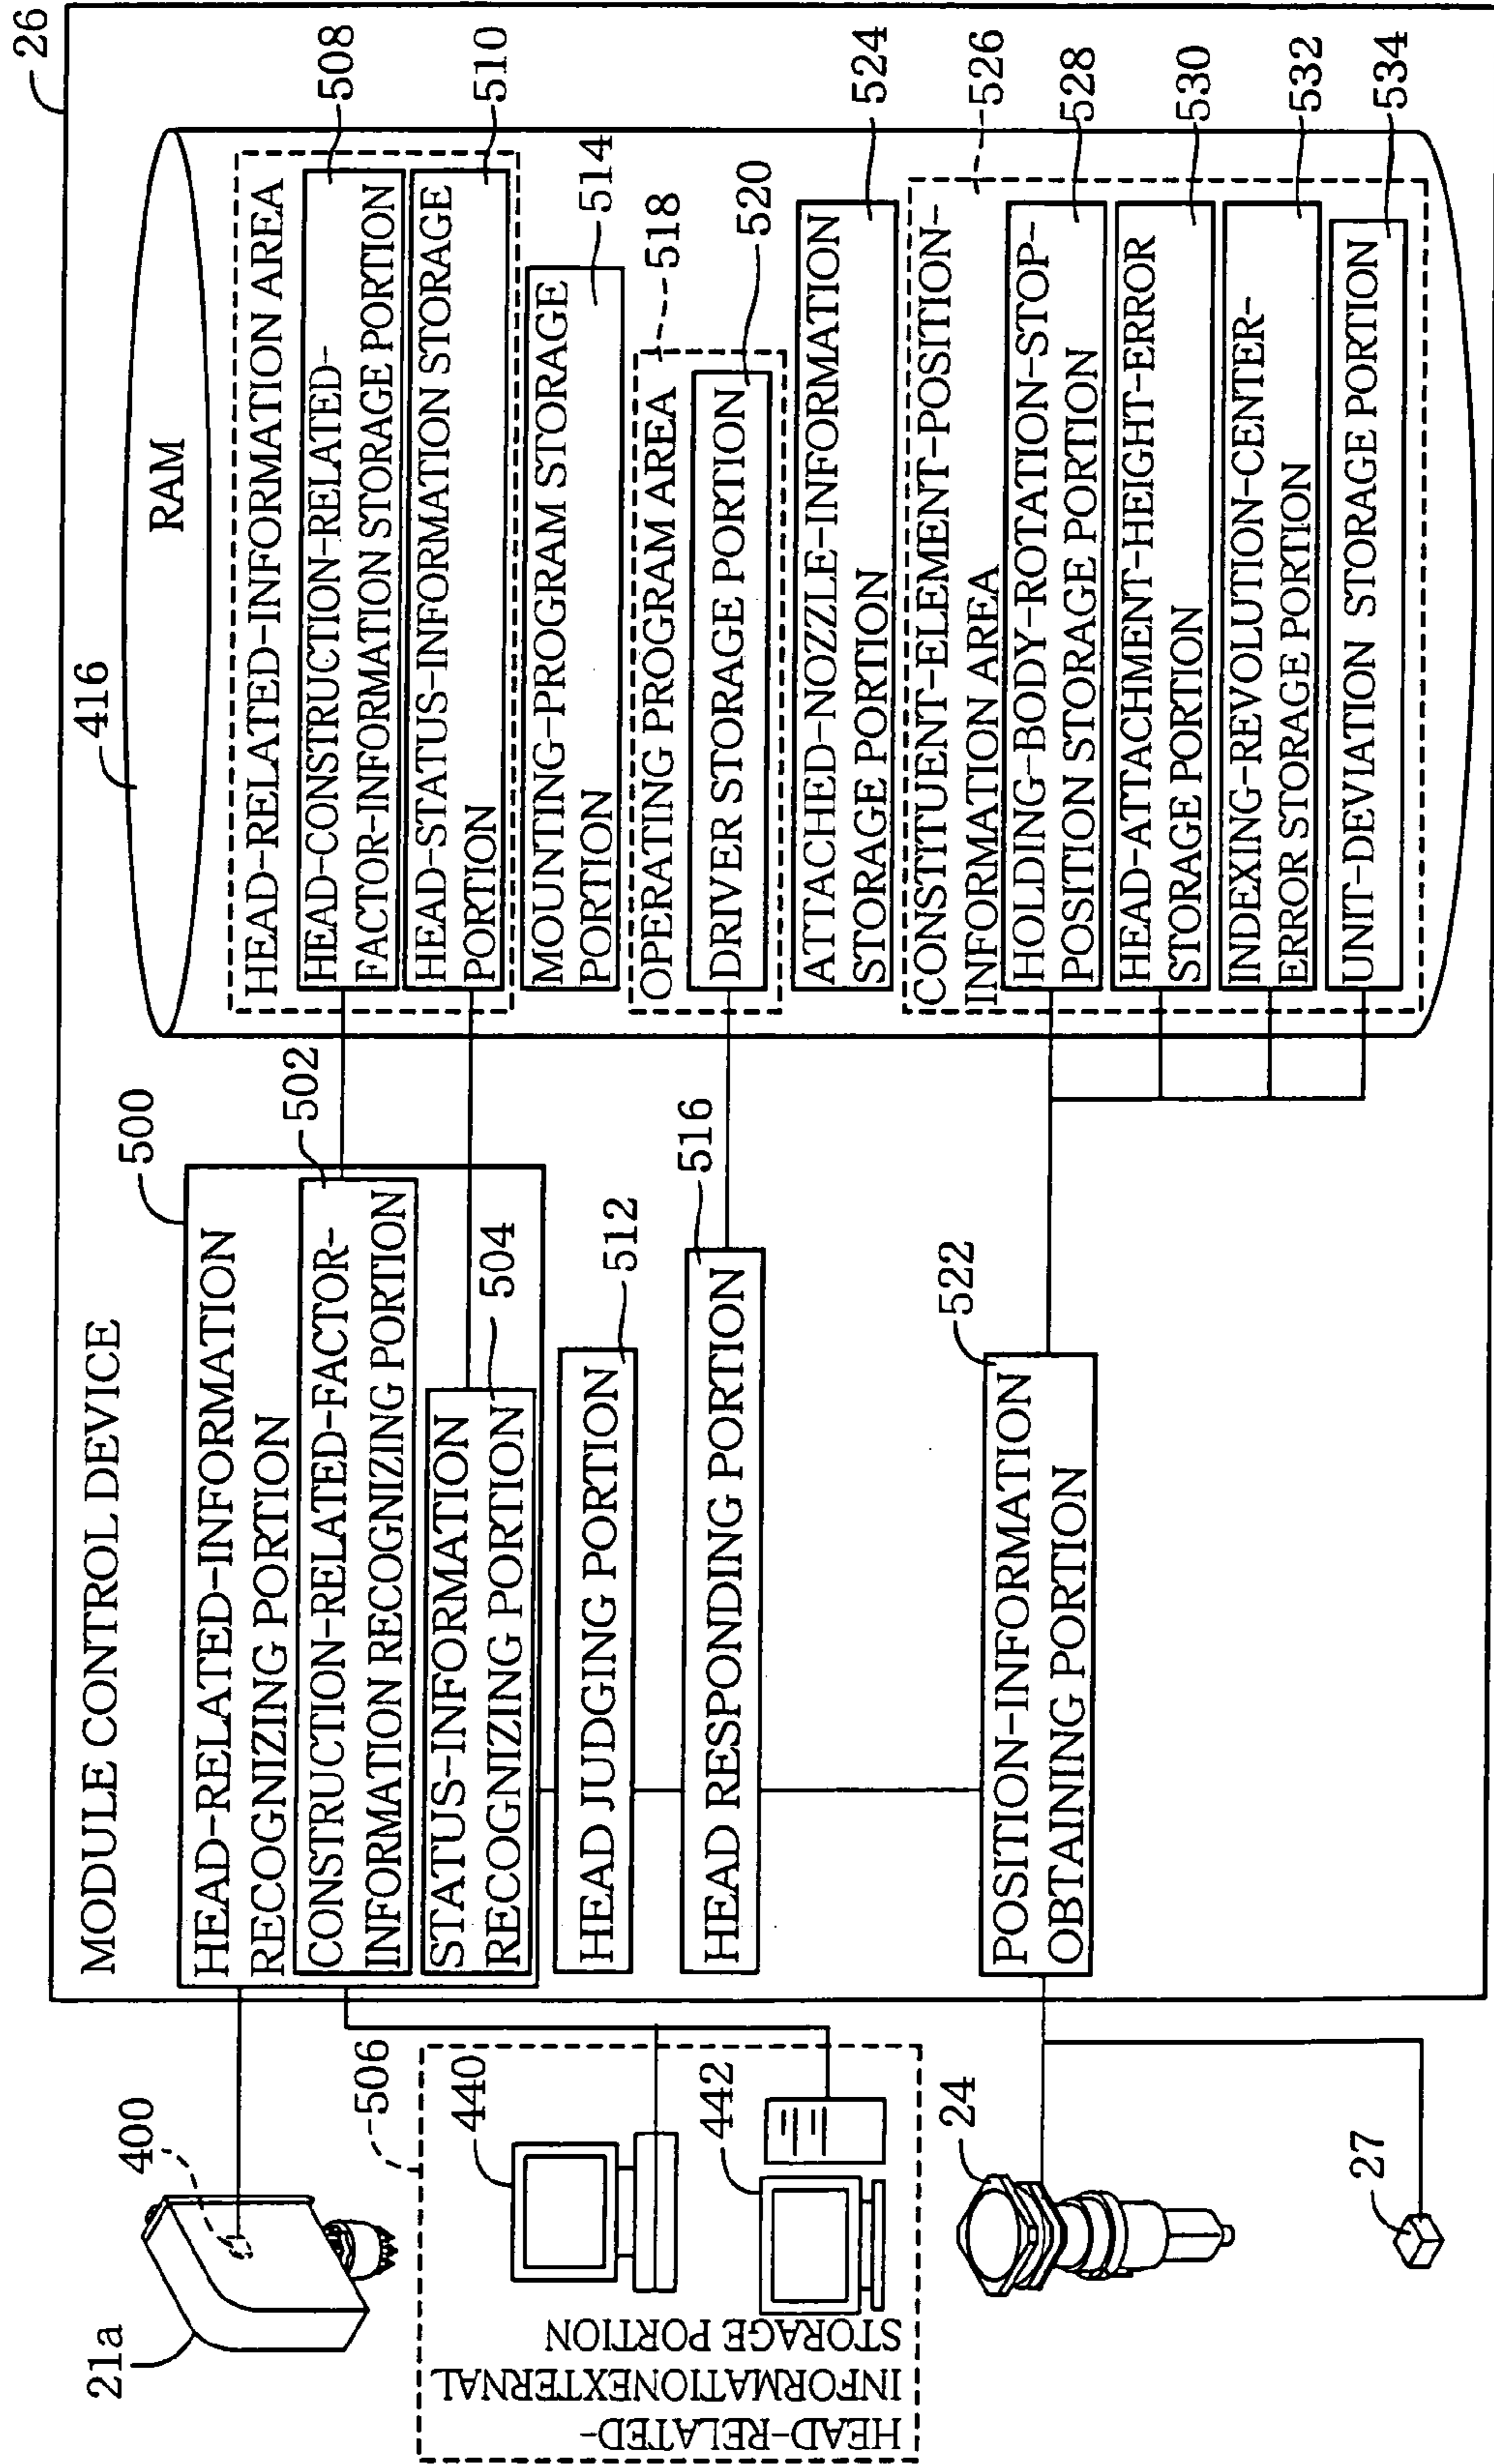 26
MODULE CONTROL DEVICE
500
HEAD-RELATED-INFORMATION
RECOGNIZING PORTION
502
CONSTRUCTION-RELATED-FACTOR-
INFORMATION RECOGNIZING PORTION
504
STATUS-INFORMATION
RECOGNIZING PORTION
512
HEAD JUDGING PORTION
516
HEAD RESPONDING PORTION
522
POSITION-INFORMATION
OBTAINING PORTION
416
RAM
HEAD-RELATED-INFORMATION AREA
508
HEAD-CONSTRUCTION-RELATED-
FACTOR-INFORMATION STORAGE PORTION
510
HEAD-STATUS-INFORMATION STORAGE
PORTION
514
MOUNTING-PROGRAM STORAGE
PORTION
518
OPERATING PROGRAM AREA
520
DRIVER STORAGE PORTION
524
ATTACHED-NOZZLE-INFORMATION
STORAGE PORTION
526
CONSTITUENT-ELEMENT-POSITION-
INFORMATION AREA
528
HOLDING-BODY-ROTATION-STOP-
POSITION STORAGE PORTION
530
HEAD-ATTACHMENT-HEIGHT-ERROR
STORAGE PORTION
532
INDEXING-REVOLUTION-CENTER-
ERROR STORAGE PORTION
534
UNIT-DEVIATION STORAGE PORTION
21a
400
506
440
442
HEAD-RELATED-
INFORMATIONEXTERNAL
STORAGE PORTION
24
27